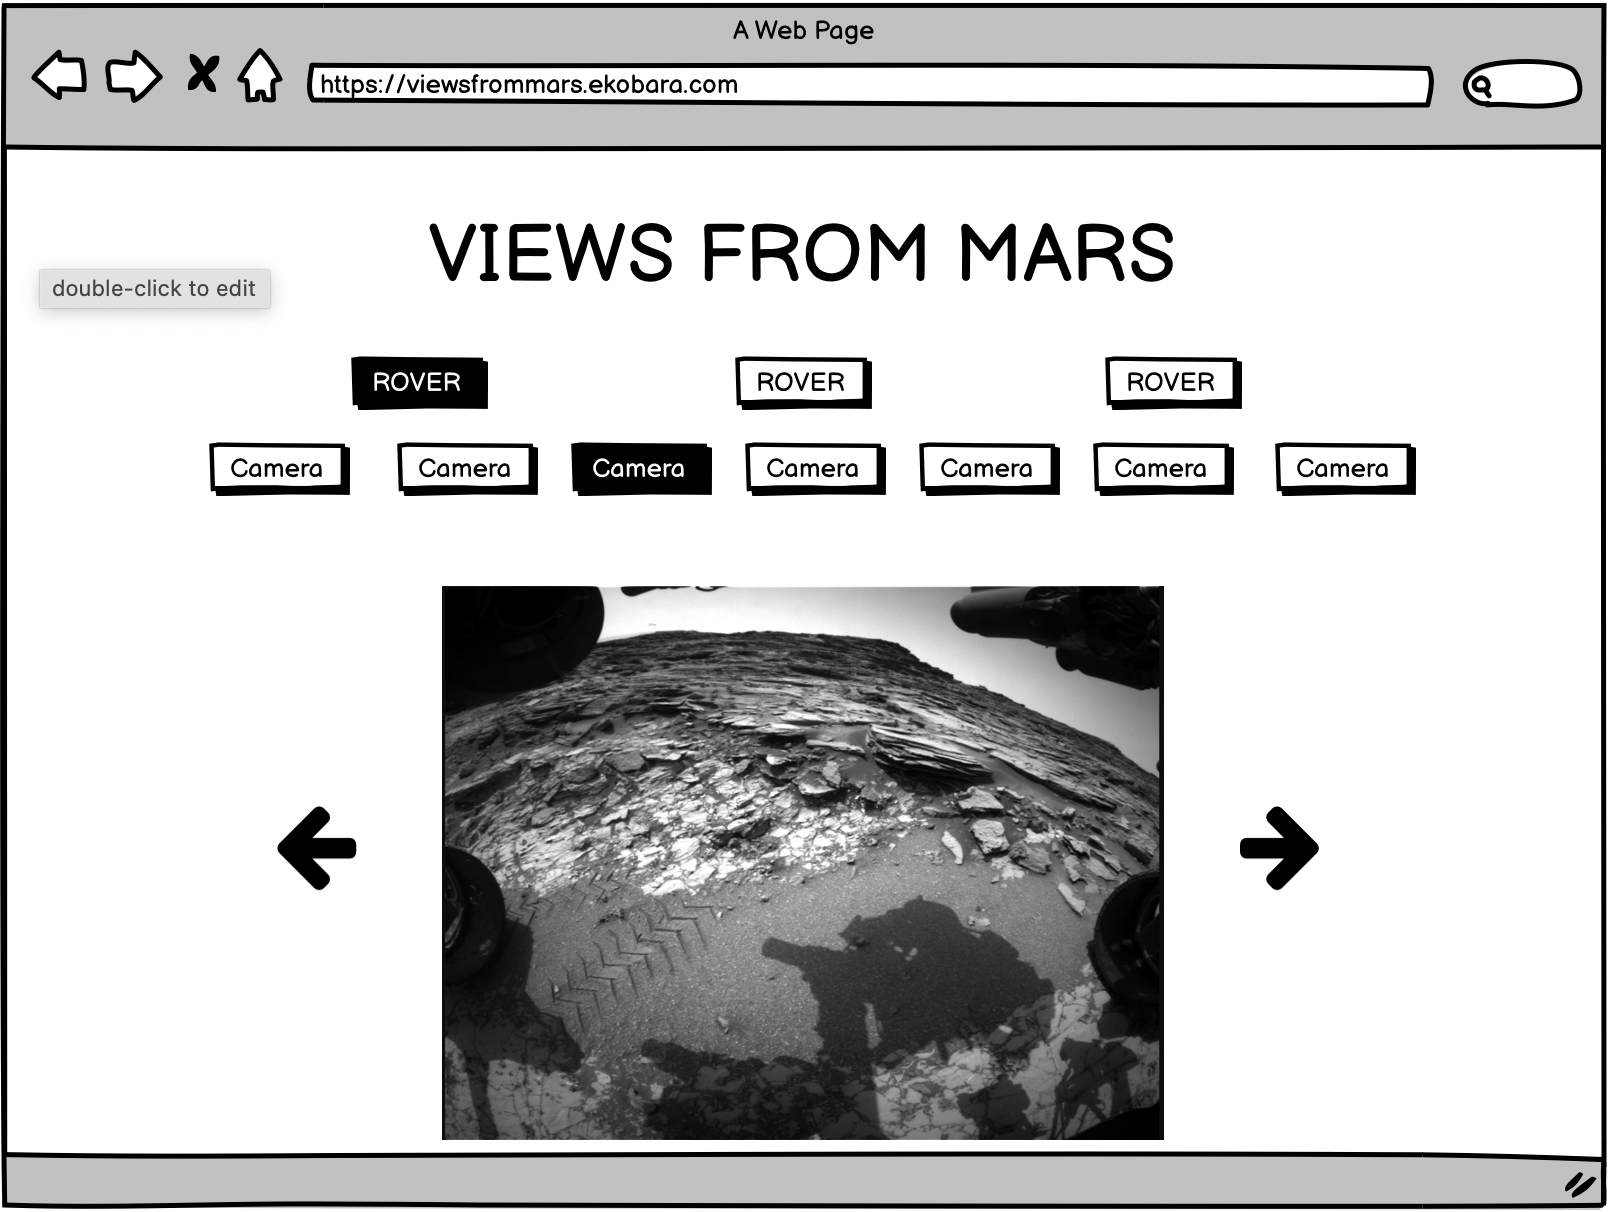 A Web Page
https://viewsfrommars.ekobara.com
VIEWS FROM MARS
double-click to edit
ROVER ROVER ROVER
Camera Camera Camera Camera Camera Camera Camera